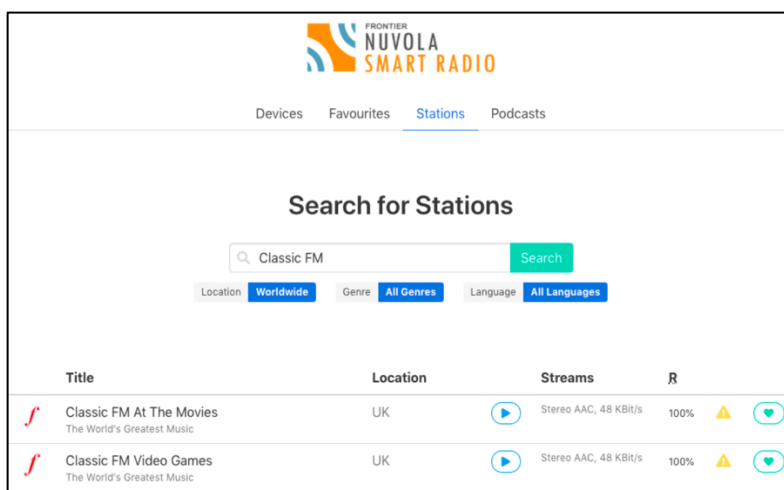 FRONTIER
NUVOLA
SMART RADIO
Devices Favourites Stations Podcasts
Search for Stations
Classic FM Search
Location Worldwide Genre All Genres Language All Languages
Title Location Streams R
Classic FM At The Movies UK Stereo AAC, 48 KBit/s 100%
The World's Greatest Music
Classic FM Video Games UK Stereo AAC, 48 KBit/s 100%
The World's Greatest Music